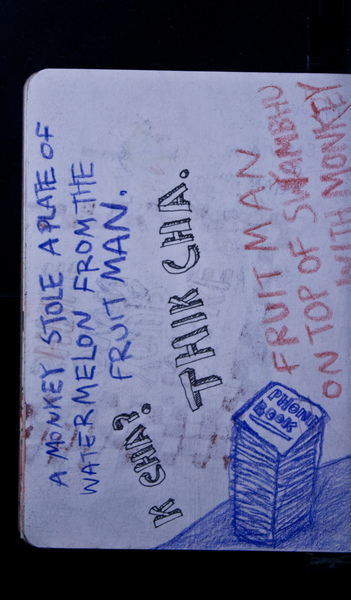 A MONKEY STOLE A PLATE OF
WATERMELON FROM THE
FRUIT MAN.
K CHA?
THIK CHA.
FRUIT MAN
ON TOP OF SWAMBHU
WITH MONKEY
PHONE
BOOK